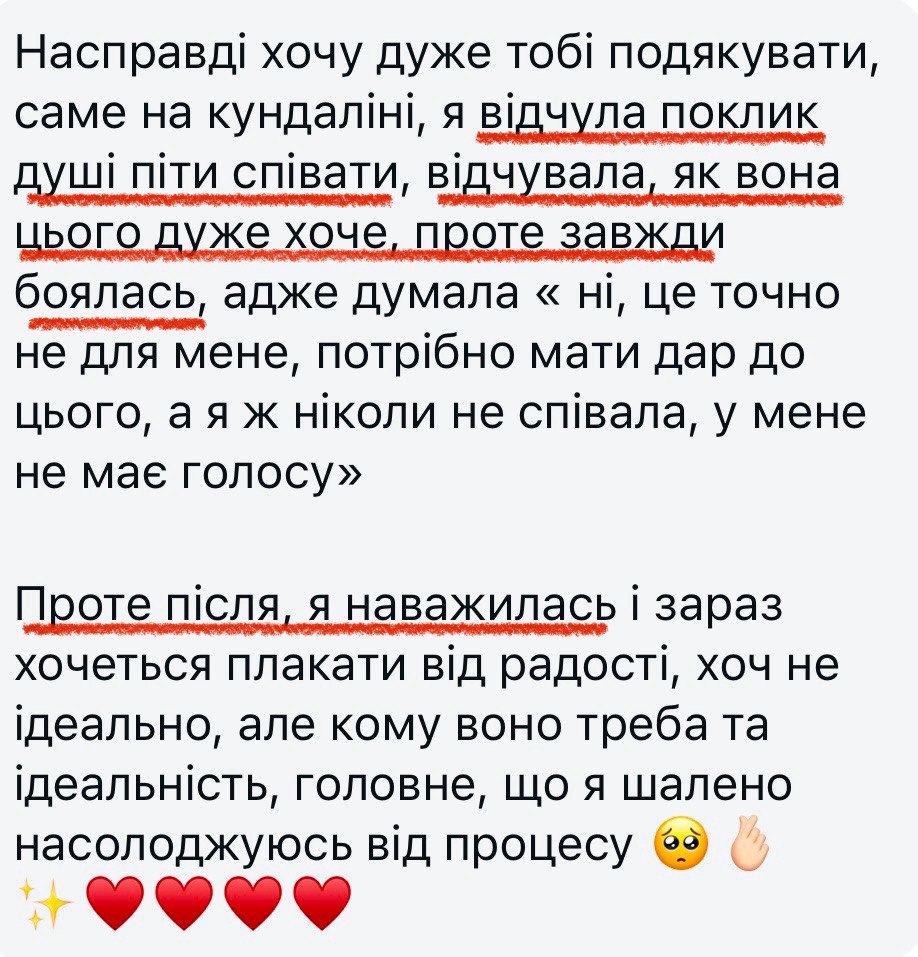 Насправді хочу дуже тобі подякувати,
саме на кундаліні, я відчула поклик
душі піти співати, відчувала, як вона
цього дуже хоче, проте завжди
боялась, адже думала « ні, це точно
не для мене, потрібно мати дар до
цього, а я ж ніколи не співала, у мене
не має голосу»
Проте після, я наважилась і зараз
хочеться плакати від радості, хоч не
ідеально, але кому воно треба та
ідеальність, головне, що я шалено
насолоджуюсь від процесу 🥺 🫰🏻
✨❤️❤️❤️❤️